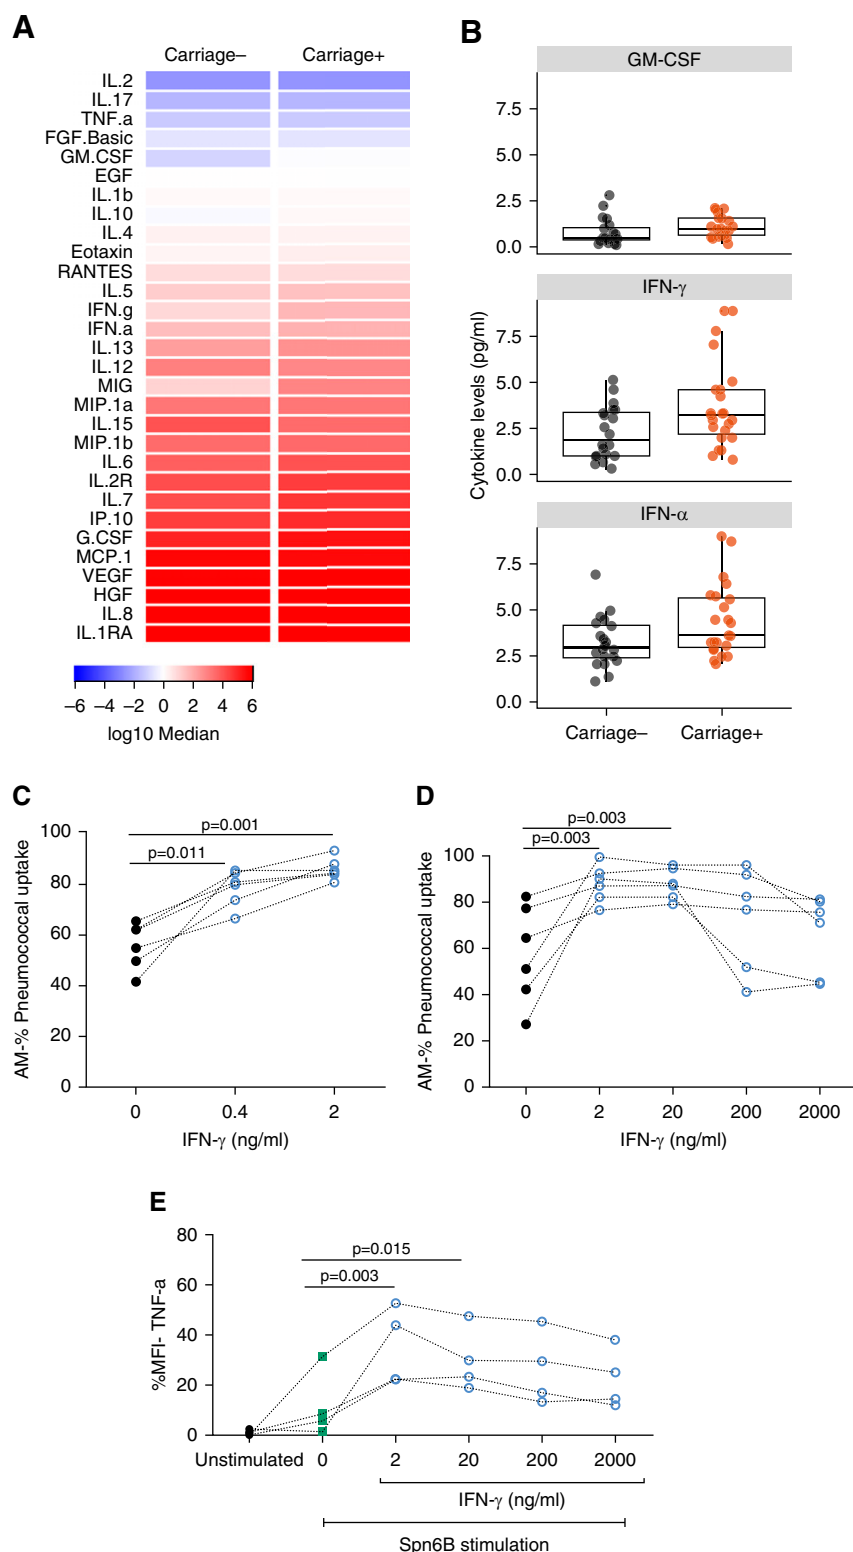 A
Carriage– Carriage+
IL.2
IL.17
TNF.a
FGF.Basic
GM.CSF
EGF
IL.1b
IL.10
IL.4
Eotaxin
RANTES
IL.5
IFN.g
IFN.a
IL.13
IL.12
MIG
MIP.1a
IL.15
MIP.1b
IL.6
IL.2R
IL.7
IP.10
G.CSF
MCP.1
VEGF
HGF
IL.8
IL.1RA
–6 –4 –2 0 2 4 6
log10 Median
B
Cytokine levels (pg/ml)
GM-CSF
7.5
5.0
2.5
0.0
IFN-γ
7.5
5.0
2.5
0.0
IFN-α
7.5
5.0
2.5
0.0
Carriage– Carriage+
C
AM-% Pneumococcal uptake
100
80
60
40
20
0
p=0.001
p=0.011
0 0.4 2
IFN-γ (ng/ml)
D
AM-% Pneumococcal uptake
100
80
60
40
20
0
p=0.003
p=0.003
0 2 20 200 2000
IFN-γ (ng/ml)
E
%MFI- TNF-a
80
60
40
20
0
p=0.015
p=0.003
Unstimulated 0 2 20 200 2000
IFN-γ (ng/ml)
Spn6B stimulation